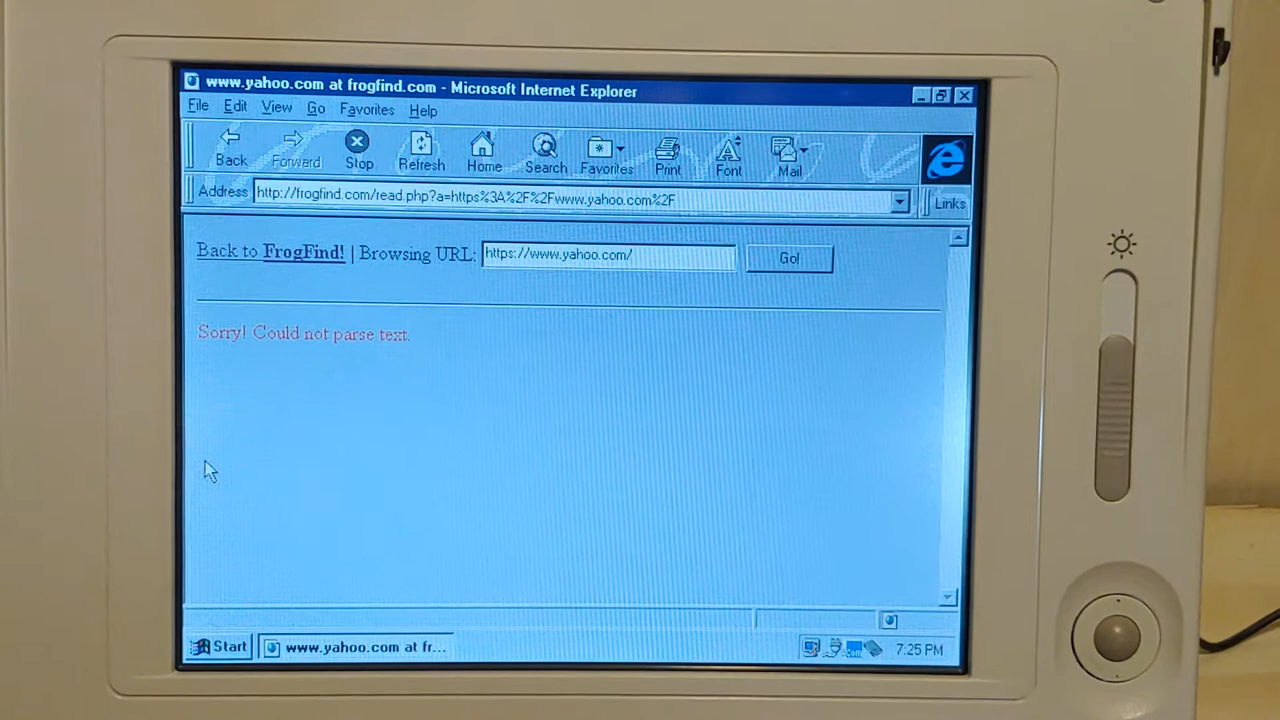 www.yahoo.com at frogfind.com - Microsoft Internet Explorer
File Edit View Go Favorites Help
Back Forward Stop Refresh Home Search Favorites Print Font Mail
Address http://frogfind.com/read.php?a=https%3A%2F%2Fwww.yahoo.com%2F Links
Back to FrogFind! | Browsing URL: https://www.yahoo.com/ Go!
Sorry! Could not parse text.
Start www.yahoo.com at fr... 7:25 PM